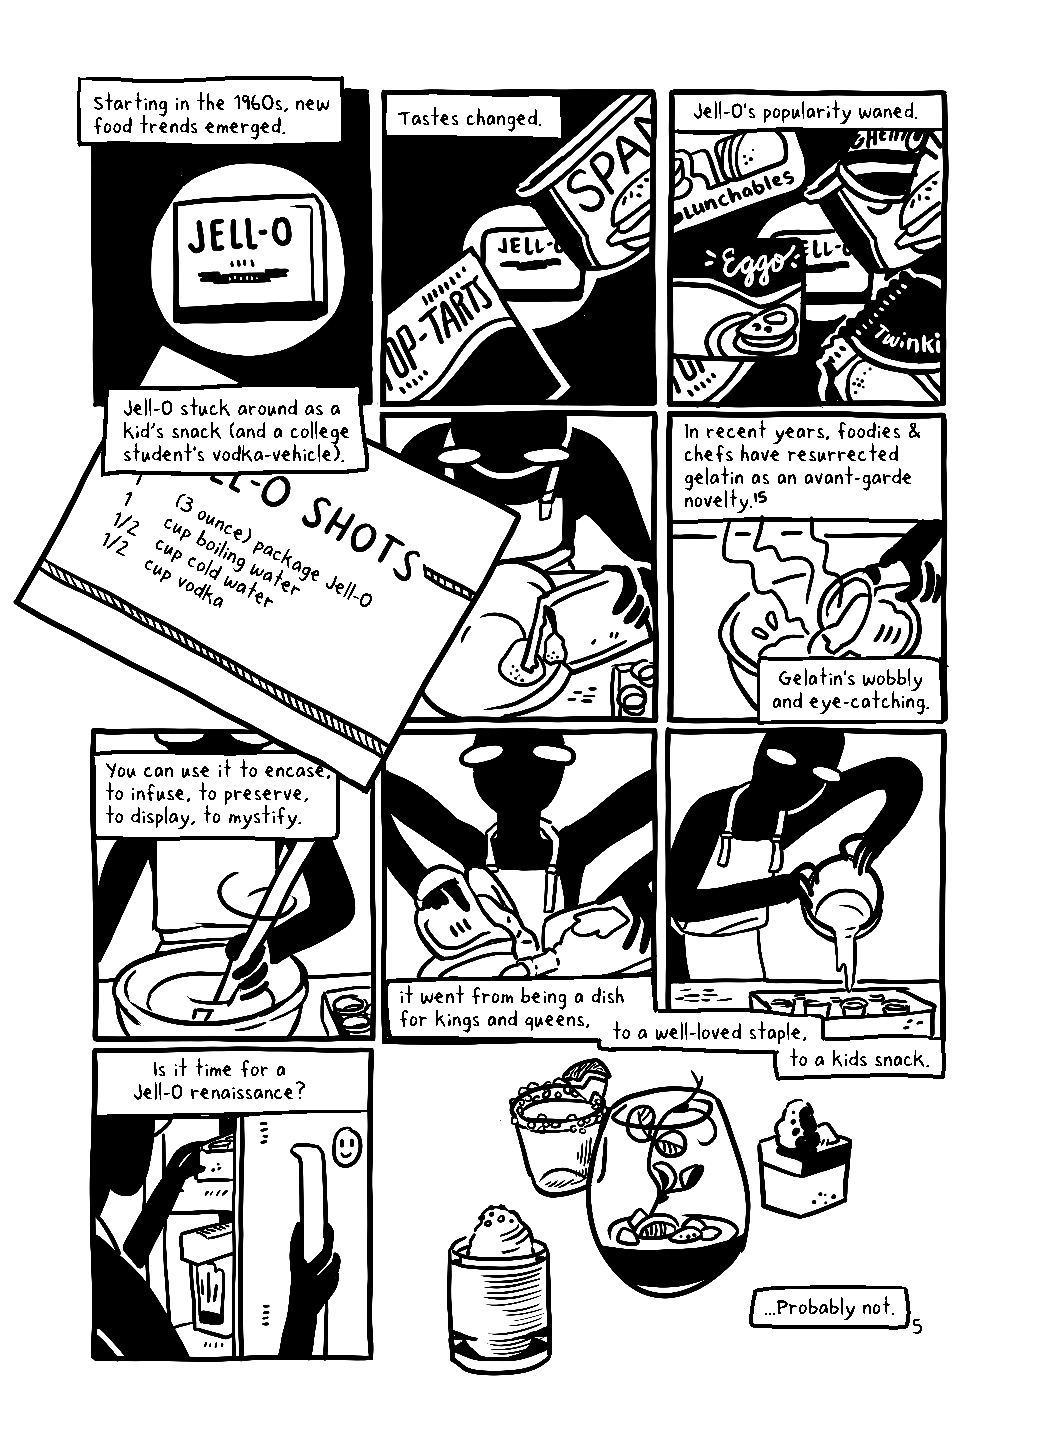 Starting in the 1960s, new
food trends emerged.
JELL-O
Tastes changed.
SPAM
JELL-O
POP-TARTS
Jell-O's popularity waned.
Lunchables
Eggo
ELL-O
Twinki
Jell-O stuck around as a
kid's snack (and a college
student's vodka-vehicle).
LL-O SHOTS
1 (3 ounce) package Jell-O
1 cup boiling water
1/2 cup cold water
1/2 cup vodka
In recent years, foodies &
chefs have resurrected
gelatin as an avant-garde
novelty.15
Gelatin's wobbly
and eye-catching.
You can use it to encase,
to infuse, to preserve,
to display, to mystify.
it went from being a dish
for kings and queens,
to a well-loved staple,
to a kids snack.
Is it time for a
Jell-O renaissance?
...Probably not.
5